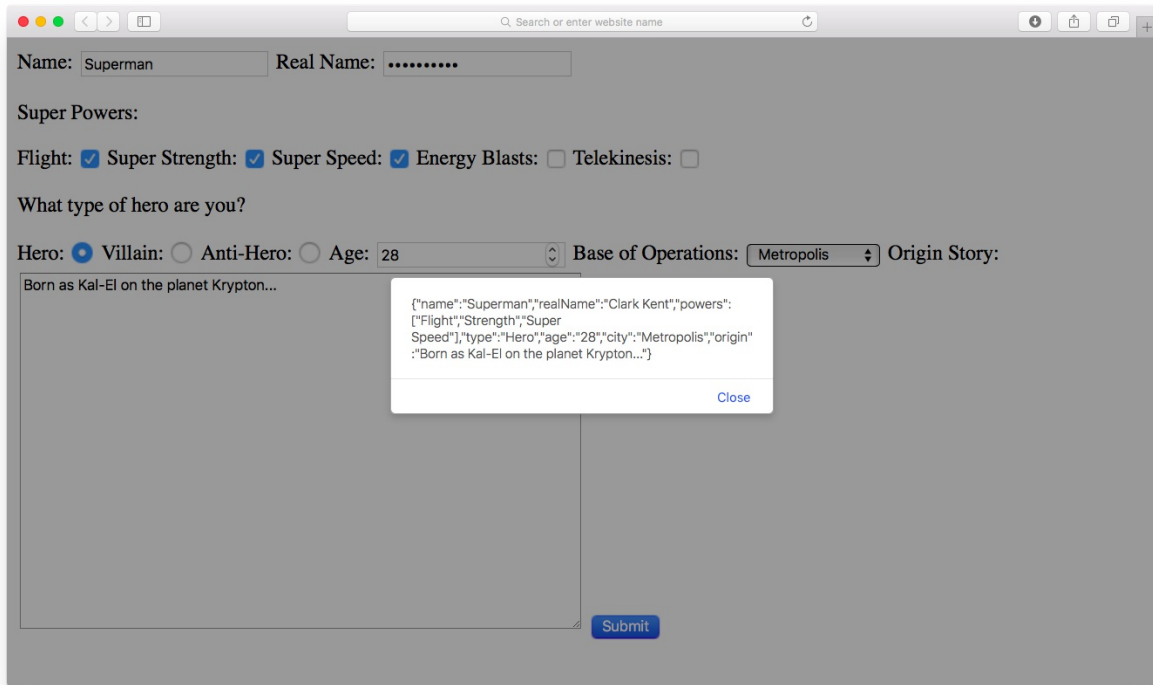 Search or enter website name
Name: Superman Real Name: ••••••••••
Super Powers:
Flight: Super Strength: Super Speed: Energy Blasts: Telekinesis:
What type of hero are you?
Hero: Villain: Anti-Hero: Age: 28 Base of Operations: Metropolis Origin Story:
Born as Kal-El on the planet Krypton...
{"name":"Superman","realName":"Clark Kent","powers":
["Flight","Strength","Super
Speed"],"type":"Hero","age":"28","city":"Metropolis","origin"
:"Born as Kal-El on the planet Krypton..."}
Close
Submit